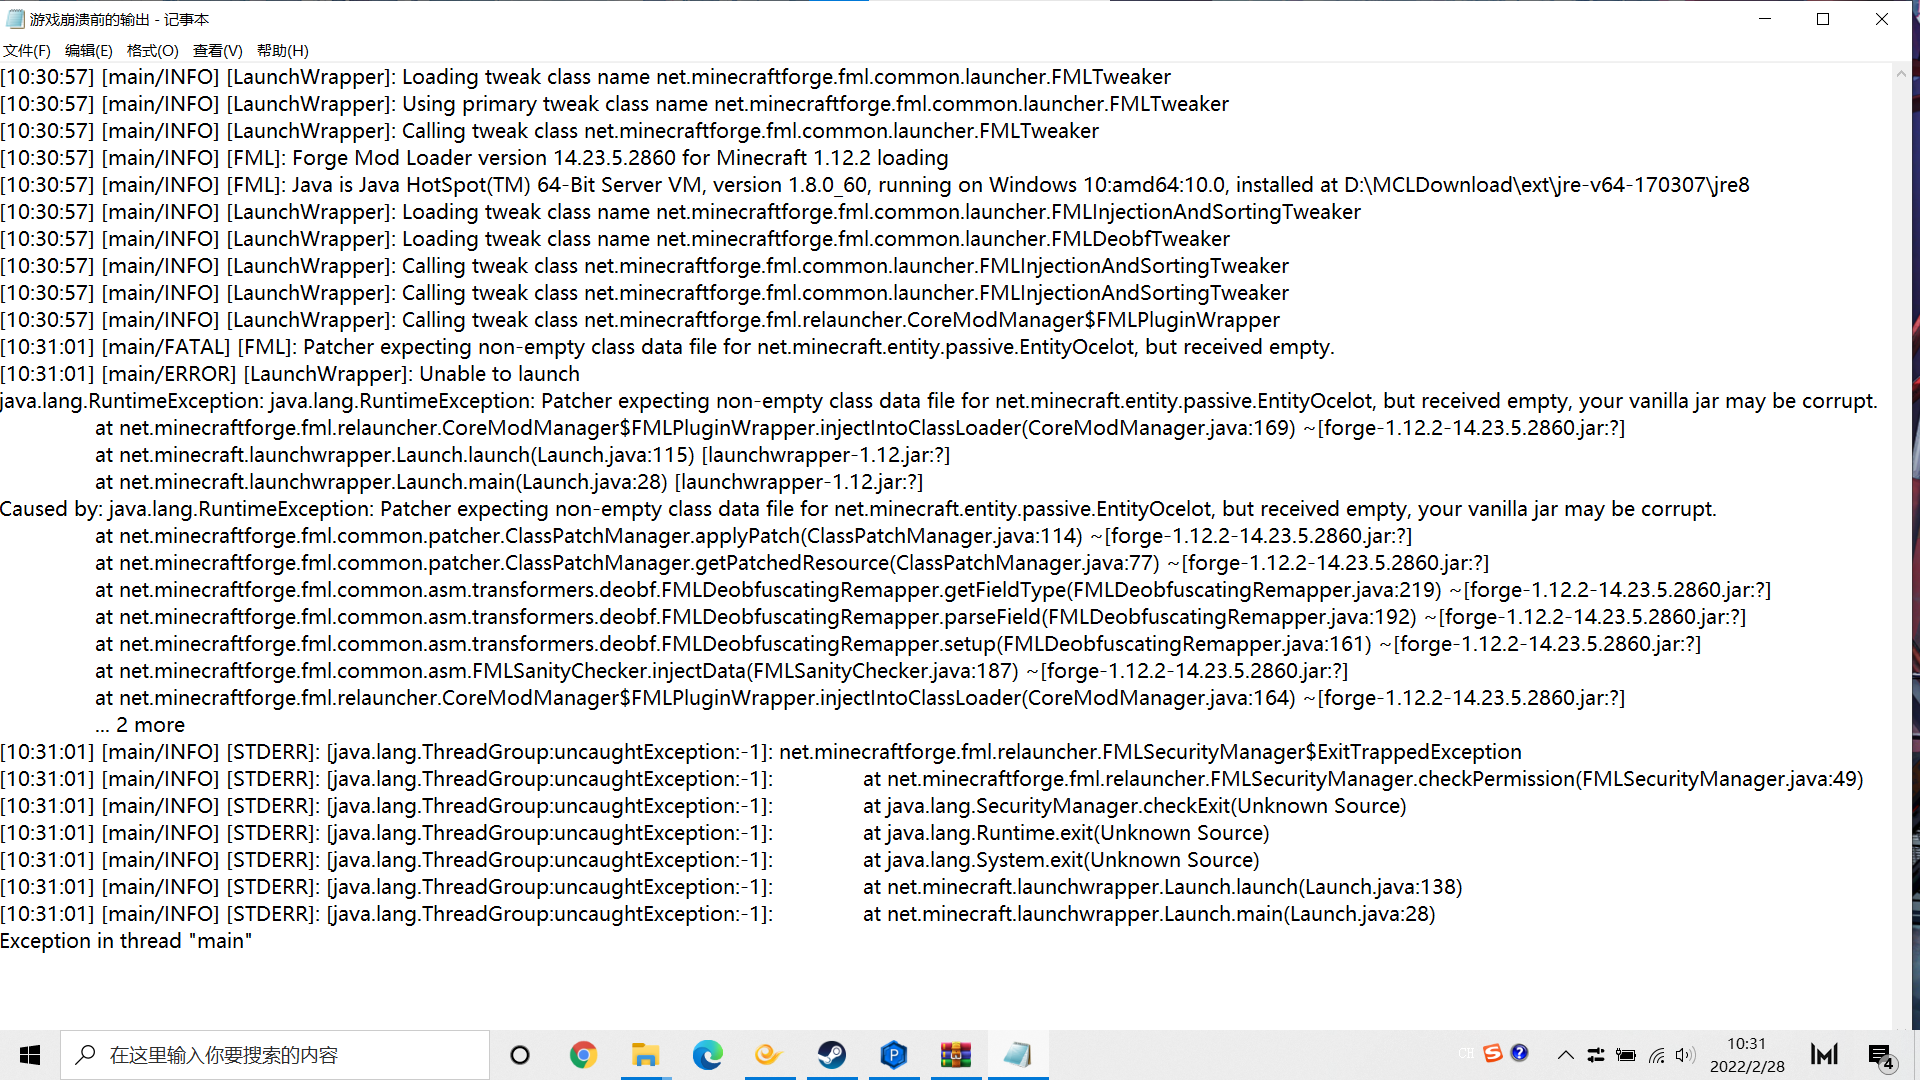 游戏崩溃前的输出 - 记事本
文件(F) 编辑(E) 格式(O) 查看(V) 帮助(H)
[10:30:57] [main/INFO] [LaunchWrapper]: Loading tweak class name net.minecraftforge.fml.common.launcher.FMLTweaker
[10:30:57] [main/INFO] [LaunchWrapper]: Using primary tweak class name net.minecraftforge.fml.common.launcher.FMLTweaker
[10:30:57] [main/INFO] [LaunchWrapper]: Calling tweak class net.minecraftforge.fml.common.launcher.FMLTweaker
[10:30:57] [main/INFO] [FML]: Forge Mod Loader version 14.23.5.2860 for Minecraft 1.12.2 loading
[10:30:57] [main/INFO] [FML]: Java is Java HotSpot(TM) 64-Bit Server VM, version 1.8.0_60, running on Windows 10:amd64:10.0, installed at D:\MCLDownload\ext\jre-v64-170307\jre8
[10:30:57] [main/INFO] [LaunchWrapper]: Loading tweak class name net.minecraftforge.fml.common.launcher.FMLInjectionAndSortingTweaker
[10:30:57] [main/INFO] [LaunchWrapper]: Loading tweak class name net.minecraftforge.fml.common.launcher.FMLDeobfTweaker
[10:30:57] [main/INFO] [LaunchWrapper]: Calling tweak class net.minecraftforge.fml.common.launcher.FMLInjectionAndSortingTweaker
[10:30:57] [main/INFO] [LaunchWrapper]: Calling tweak class net.minecraftforge.fml.common.launcher.FMLInjectionAndSortingTweaker
[10:30:57] [main/INFO] [LaunchWrapper]: Calling tweak class net.minecraftforge.fml.relauncher.CoreModManager$FMLPluginWrapper
[10:31:01] [main/FATAL] [FML]: Patcher expecting non-empty class data file for net.minecraft.entity.passive.EntityOcelot, but received empty.
[10:31:01] [main/ERROR] [LaunchWrapper]: Unable to launch
java.lang.RuntimeException: java.lang.RuntimeException: Patcher expecting non-empty class data file for net.minecraft.entity.passive.EntityOcelot, but received empty, your vanilla jar may be corrupt.
at net.minecraftforge.fml.relauncher.CoreModManager$FMLPluginWrapper.injectIntoClassLoader(CoreModManager.java:169) ~[forge-1.12.2-14.23.5.2860.jar:?]
at net.minecraft.launchwrapper.Launch.launch(Launch.java:115) [launchwrapper-1.12.jar:?]
at net.minecraft.launchwrapper.Launch.main(Launch.java:28) [launchwrapper-1.12.jar:?]
Caused by: java.lang.RuntimeException: Patcher expecting non-empty class data file for net.minecraft.entity.passive.EntityOcelot, but received empty, your vanilla jar may be corrupt.
at net.minecraftforge.fml.common.patcher.ClassPatchManager.applyPatch(ClassPatchManager.java:114) ~[forge-1.12.2-14.23.5.2860.jar:?]
at net.minecraftforge.fml.common.patcher.ClassPatchManager.getPatchedResource(ClassPatchManager.java:77) ~[forge-1.12.2-14.23.5.2860.jar:?]
at net.minecraftforge.fml.common.asm.transformers.deobf.FMLDeobfuscatingRemapper.getFieldType(FMLDeobfuscatingRemapper.java:219) ~[forge-1.12.2-14.23.5.2860.jar:?]
at net.minecraftforge.fml.common.asm.transformers.deobf.FMLDeobfuscatingRemapper.parseField(FMLDeobfuscatingRemapper.java:192) ~[forge-1.12.2-14.23.5.2860.jar:?]
at net.minecraftforge.fml.common.asm.transformers.deobf.FMLDeobfuscatingRemapper.setup(FMLDeobfuscatingRemapper.java:161) ~[forge-1.12.2-14.23.5.2860.jar:?]
at net.minecraftforge.fml.common.asm.FMLSanityChecker.injectData(FMLSanityChecker.java:187) ~[forge-1.12.2-14.23.5.2860.jar:?]
at net.minecraftforge.fml.relauncher.CoreModManager$FMLPluginWrapper.injectIntoClassLoader(CoreModManager.java:164) ~[forge-1.12.2-14.23.5.2860.jar:?]
... 2 more
[10:31:01] [main/INFO] [STDERR]: [java.lang.ThreadGroup:uncaughtException:-1]: net.minecraftforge.fml.relauncher.FMLSecurityManager$ExitTrappedException
[10:31:01] [main/INFO] [STDERR]: [java.lang.ThreadGroup:uncaughtException:-1]: at net.minecraftforge.fml.relauncher.FMLSecurityManager.checkPermission(FMLSecurityManager.java:49)
[10:31:01] [main/INFO] [STDERR]: [java.lang.ThreadGroup:uncaughtException:-1]: at java.lang.SecurityManager.checkExit(Unknown Source)
[10:31:01] [main/INFO] [STDERR]: [java.lang.ThreadGroup:uncaughtException:-1]: at java.lang.Runtime.exit(Unknown Source)
[10:31:01] [main/INFO] [STDERR]: [java.lang.ThreadGroup:uncaughtException:-1]: at java.lang.System.exit(Unknown Source)
[10:31:01] [main/INFO] [STDERR]: [java.lang.ThreadGroup:uncaughtException:-1]: at net.minecraft.launchwrapper.Launch.launch(Launch.java:138)
[10:31:01] [main/INFO] [STDERR]: [java.lang.ThreadGroup:uncaughtException:-1]: at net.minecraft.launchwrapper.Launch.main(Launch.java:28)
Exception in thread "main"
在这里输入你要搜索的内容
CH
10:31
2022/2/28
4